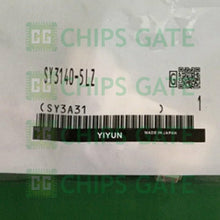 CHIPS GATE
SY3140-5LZ
(SY3A31 )
1
YIYUN
MADE IN JAPAN
CHIPS GATE